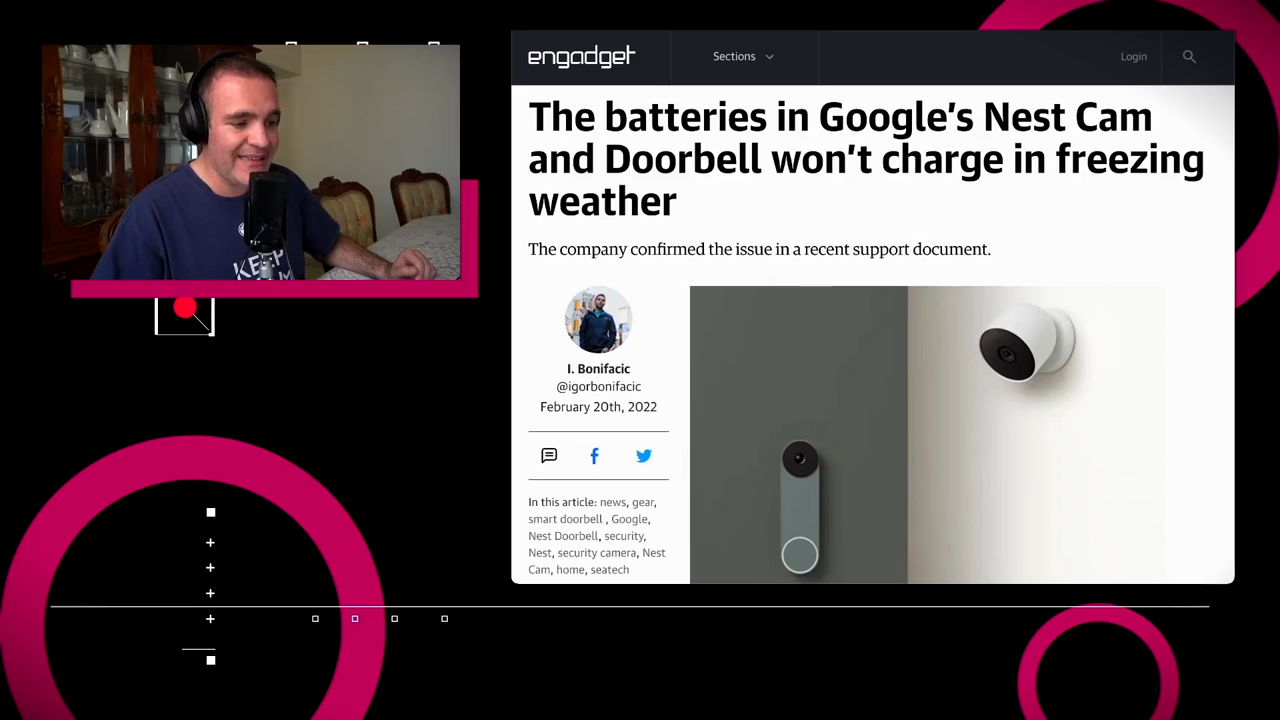 KEEP
engadget
Sections
Login
The batteries in Google's Nest Cam
and Doorbell won't charge in freezing
weather
The company confirmed the issue in a recent support document.
I. Bonifacic
@igorbonifacic
February 20th, 2022
In this article: news, gear,
smart doorbell , Google,
Nest Doorbell, security,
Nest, security camera, Nest
Cam, home, seatech